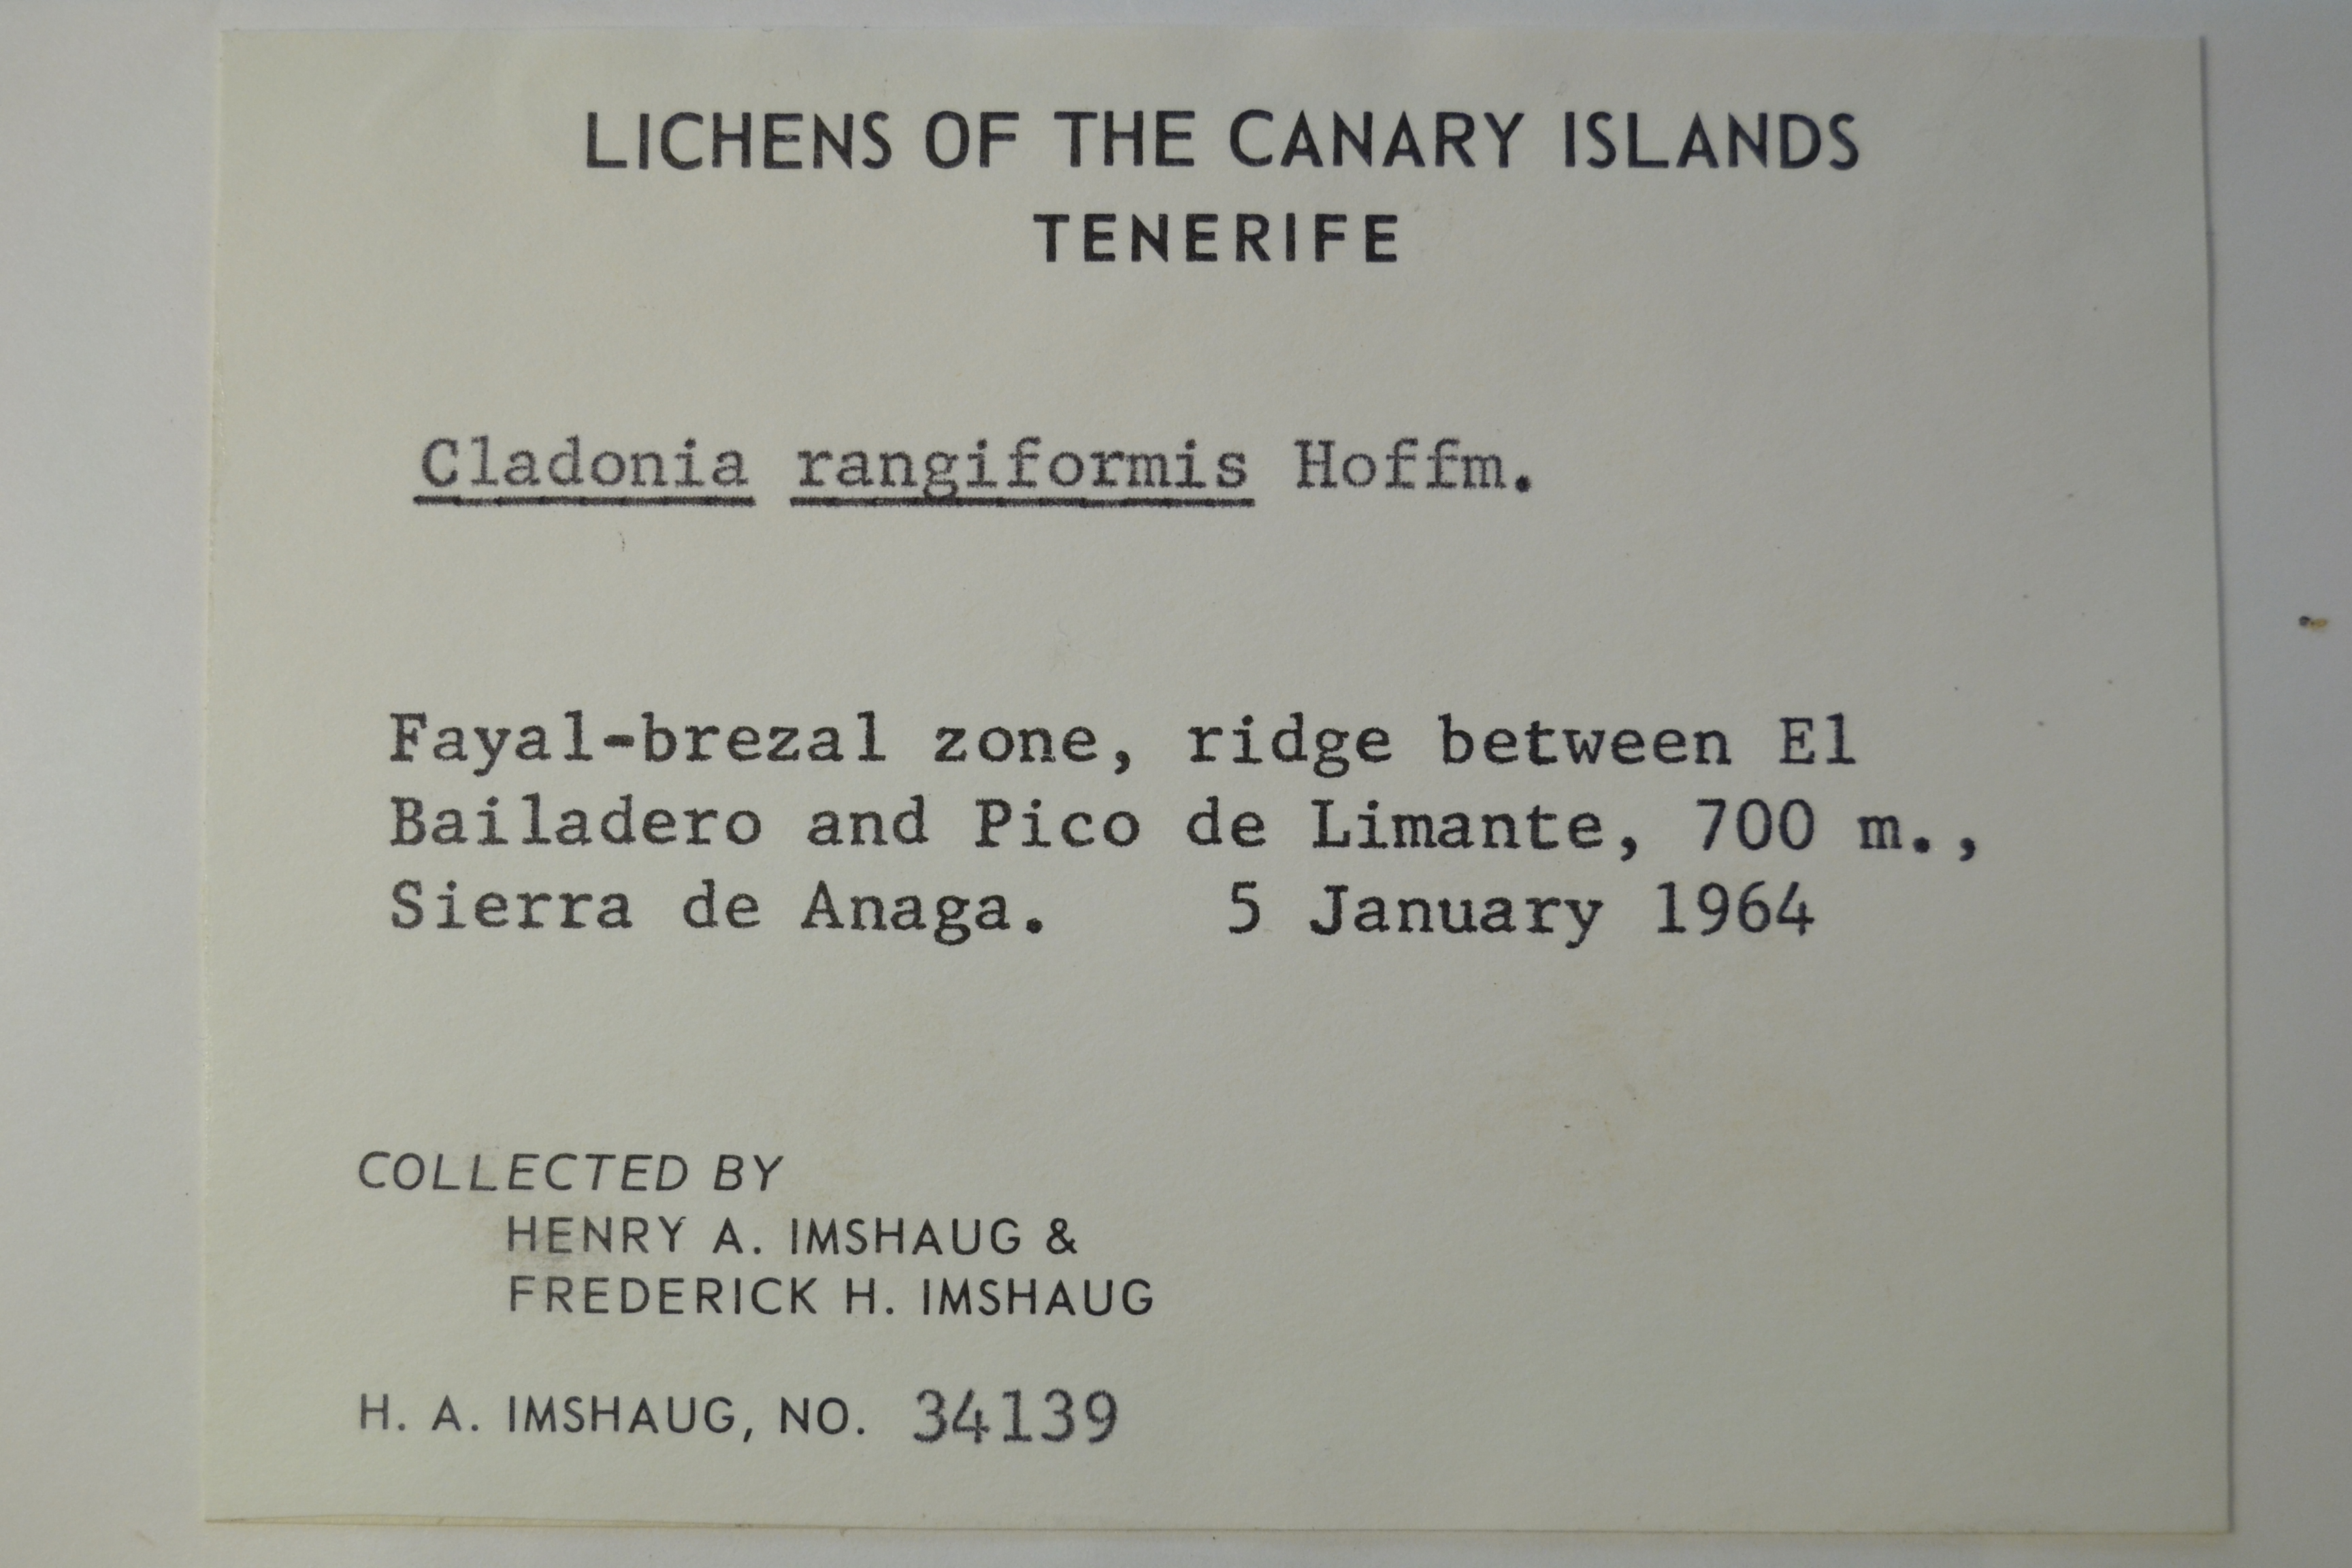 LICHENS OF THE CANARY ISLANDS
TENERIFE
Cladonia rangiformis Hoffm.
Fayal-brezal zone, ridge between El
Bailadero and Pico de Limante, 700 m.,
Sierra de Anaga. 5 January 1964
COLLECTED BY
HENRY A. IMSHAUG &
FREDERICK H. IMSHAUG
H. A. IMSHAUG, NO. 34139